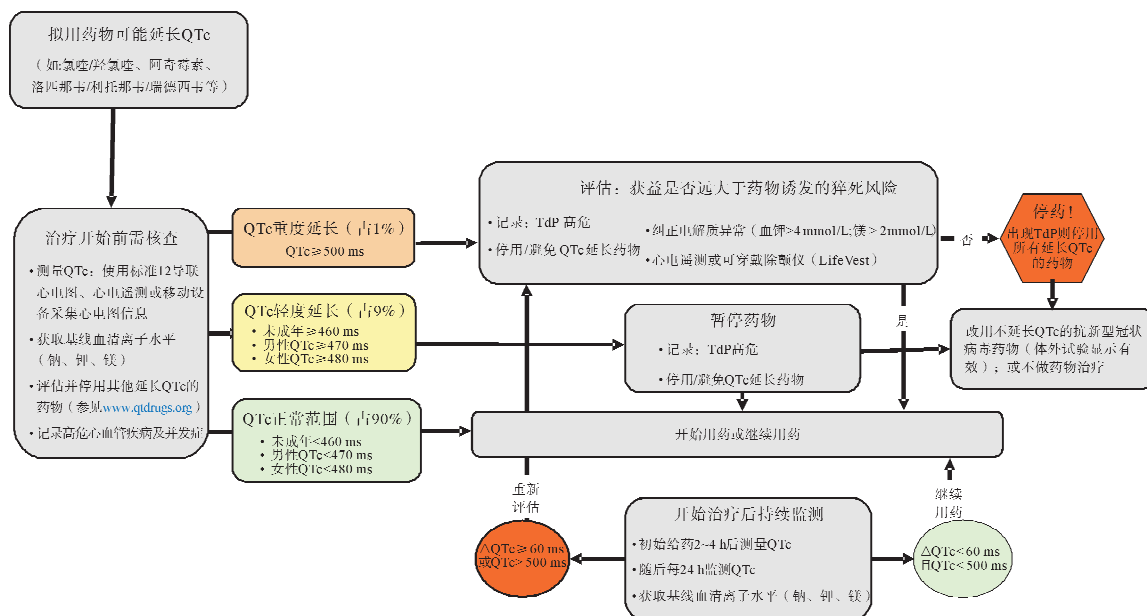 拟用药物可能延长QTc
（如:氯喹/羟氯喹、阿奇霉素、
洛匹那韦/利托那韦/瑞德西韦等）
治疗开始前需核查
•测量QTc：使用标准12导联
心电图、心电遥测或移动设
备采集心电图信息
•获取基线血清离子水平
（钠、钾、镁）
•评估并停用其他延长QTc的
药物（参见www.qtdrugs.org）
•记录高危心血管疾病及并发症
QTc重度延长（占1%）
QTc≥500 ms
QTc轻度延长（占9%）
• 未成年≥460 ms
• 男性QTc≥470 ms
• 女性QTc≥480 ms
QTc正常范围（占90%）
• 未成年<460 ms
• 男性QTc<470 ms
• 女性QTc<480 ms
评估：获益是否远大于药物诱发的猝死风险
•记录：TdP 高危
•停用/避免 QTc延长药物
•纠正电解质异常（血钾>4mmol/L;镁＞2mmol/L）
•心电遥测或可穿戴除颤仪（LifeVest）
否
停药！
出现TdP则停用
所有延长QTc
的药物
是
暂停药物
•记录：TdP高危
•停用/避免QTc延长药物
改用不延长QTc的抗新型冠状
病毒药物（体外试验显示有
效）；或不做药物治疗
开始用药或继续用药
重新
评估
继续
用药
开始治疗后持续监测
•初始给药2~4 h后测量QTc
•随后每24 h监测QTc
•获取基线血清离子水平（钠、钾、镁）
△QTc≥60 ms
或QTc>500 ms
△QTc<60 ms
且QTc<500 ms